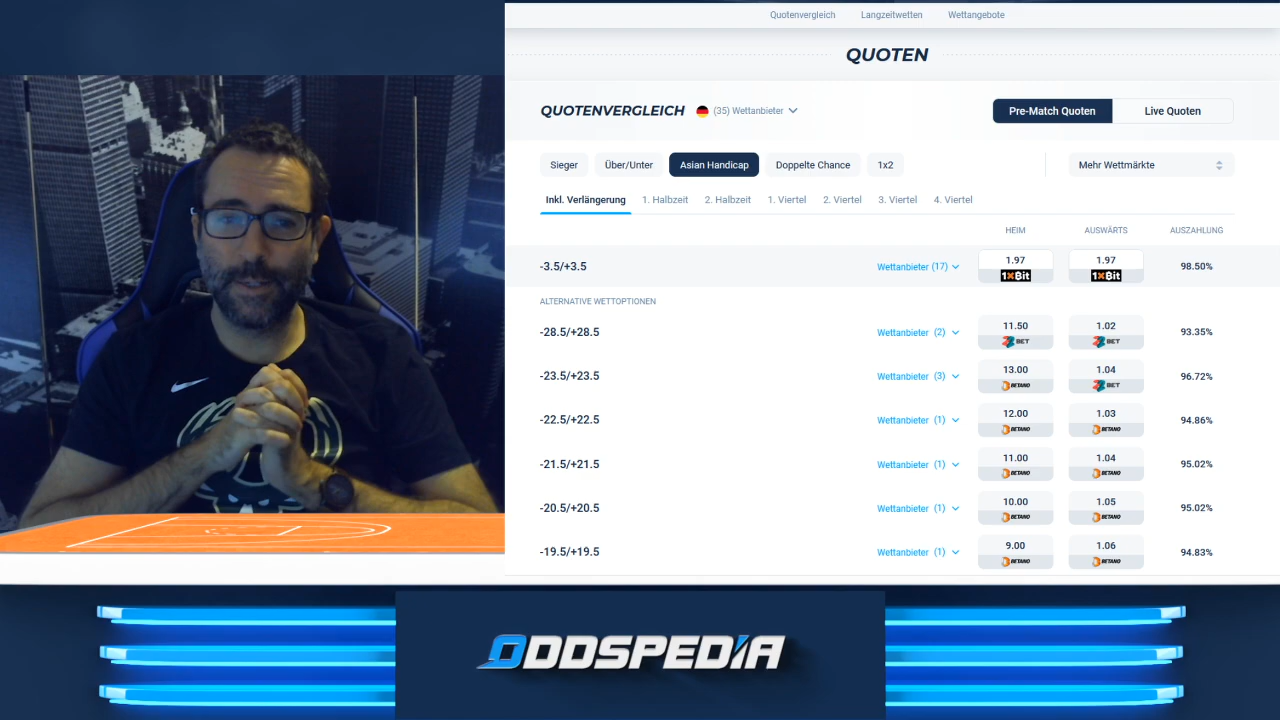 Quotenvergleich Langzeitwetten Wettangebote
QUOTEN
QUOTENVERGLEICH (35) Wettanbieter Pre-Match Quoten Live Quoten
Sieger Über/Unter Asian Handicap Doppelte Chance 1x2 Mehr Wettmärkte
Inkl. Verlängerung 1. Halbzeit 2. Halbzeit 1. Viertel 2. Viertel 3. Viertel 4. Viertel
HEIM AUSWÄRTS AUSZAHLUNG
-3.5/+3.5 Wettanbieter (17) 1.97 1.97 98.50%
1×Bit 1×Bit
ALTERNATIVE WETTOPTIONEN
-28.5/+28.5 Wettanbieter (2) 11.50 1.02 93.35%
22BET 22BET
-23.5/+23.5 Wettanbieter (3) 13.00 1.04 96.72%
BETANO 22BET
-22.5/+22.5 Wettanbieter (1) 12.00 1.03 94.86%
BETANO BETANO
-21.5/+21.5 Wettanbieter (1) 11.00 1.04 95.02%
BETANO BETANO
-20.5/+20.5 Wettanbieter (1) 10.00 1.05 95.02%
BETANO BETANO
-19.5/+19.5 Wettanbieter (1) 9.00 1.06 94.83%
BETANO BETANO
ODDSPEDIA